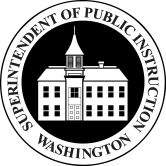 SUPERINTENDENT OF PUBLIC INSTRUCTION
WASHINGTON